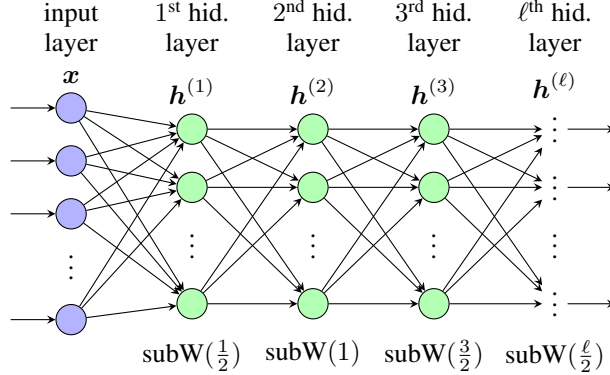 input 1st hid. 2nd hid. 3rd hid. ℓth hid.
layer layer layer layer layer
x h(1) h(2) h(3) h(ℓ)
subW(1/2) subW(1) subW(3/2) subW(ℓ/2)